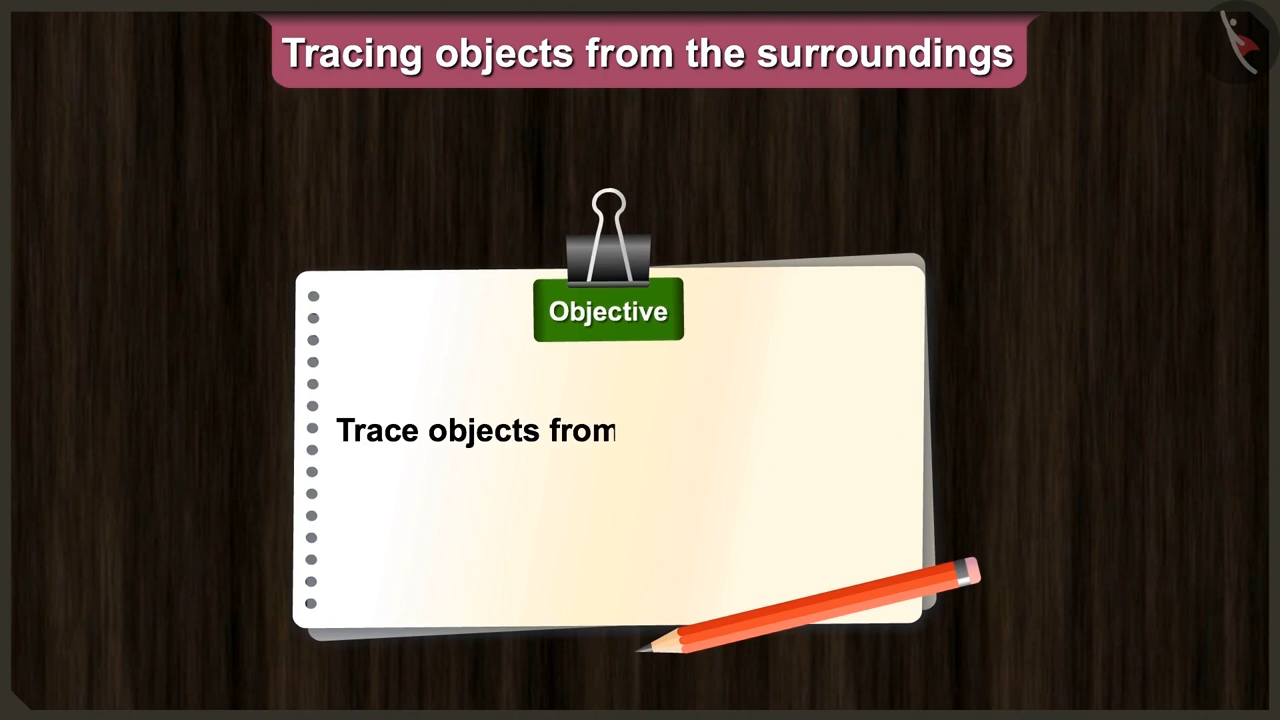 Tracing objects from the surroundings
Objective
Trace objects from